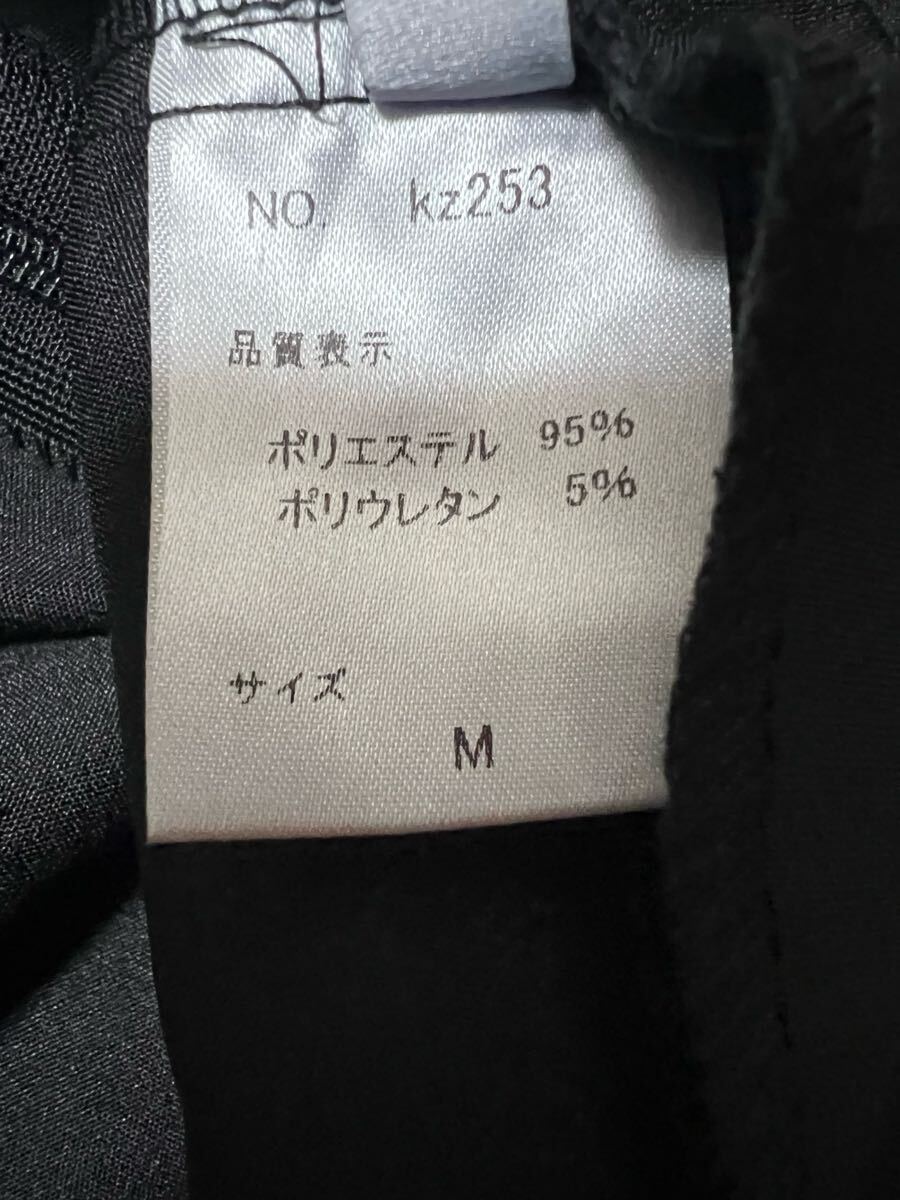 NO. kz253
品質表示
ポリエステル 95%
ポリウレタン 5%
サイズ
M